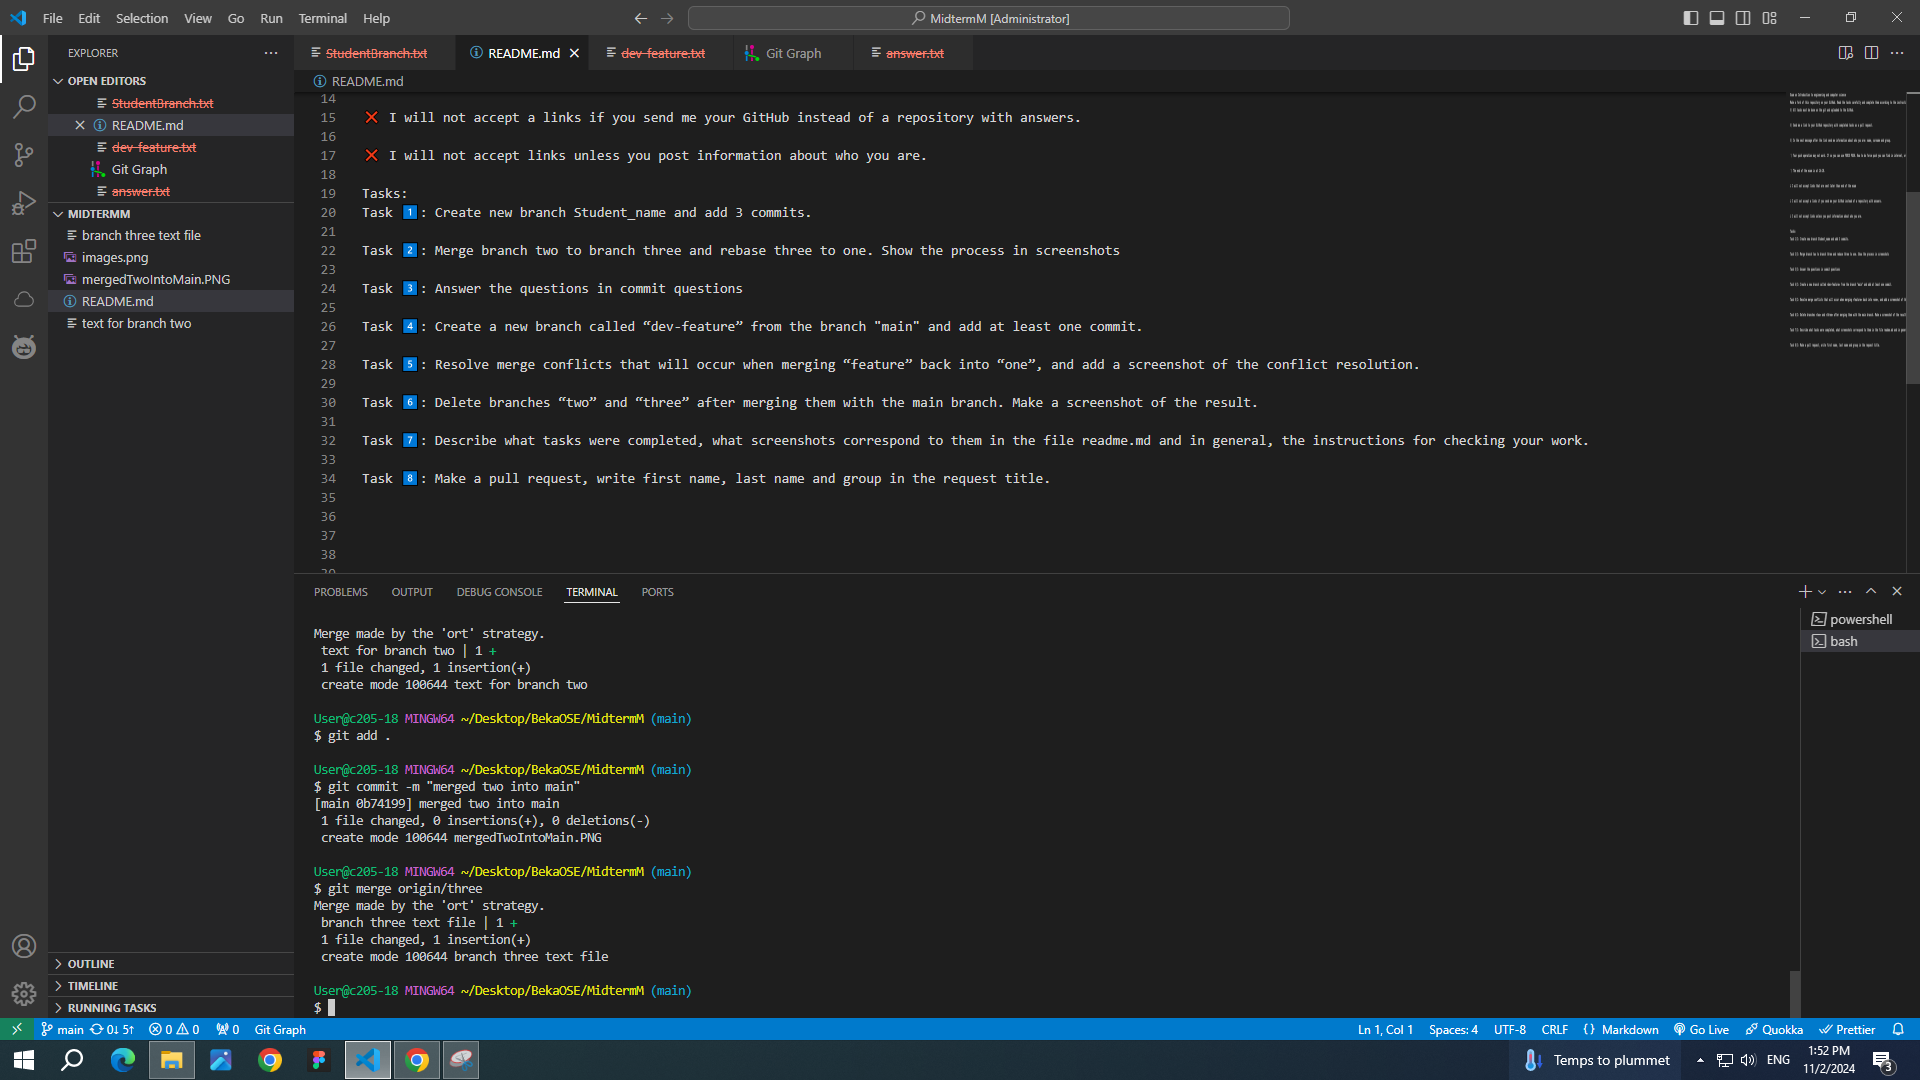 File Edit Selection View Go Run Terminal Help
MidtermM [Administrator]
EXPLORER
OPEN EDITORS
StudentBranch.txt
README.md
dev-feature.txt
Git Graph
answer.txt
MIDTERMM
branch three text file
images.png
mergedTwoIntoMain.PNG
README.md
text for branch two
OUTLINE
TIMELINE
RUNNING TASKS
StudentBranch.txt README.md dev-feature.txt Git Graph answer.txt
README.md
14
15 ❌ I will not accept a links if you send me your GitHub instead of a repository with answers.
16
17 ❌ I will not accept links unless you post information about who you are.
18
19 Tasks:
20 Task 1️⃣: Create new branch Student_name and add 3 commits.
21
22 Task 2️⃣: Merge branch two to branch three and rebase three to one. Show the process in screenshots
23
24 Task 3️⃣: Answer the questions in commit questions
25
26 Task 4️⃣: Create a new branch called “dev-feature” from the branch "main" and add at least one commit.
27
28 Task 5️⃣: Resolve merge conflicts that will occur when merging “feature” back into “one”, and add a screenshot of the conflict resolution.
29
30 Task 6️⃣: Delete branches “two” and “three” after merging them with the main branch. Make a screenshot of the result.
31
32 Task 7️⃣: Describe what tasks were completed, what screenshots correspond to them in the file readme.md and in general, the instructions for checking your work.
33
34 Task 8️⃣: Make a pull request, write first name, last name and group in the request title.
35
36
37
38
39
PROBLEMS OUTPUT DEBUG CONSOLE TERMINAL PORTS
powershell
bash
Merge made by the 'ort' strategy.
text for branch two | 1 +
1 file changed, 1 insertion(+)
create mode 100644 text for branch two
User@c205-18 MINGW64 ~/Desktop/BekaOSE/MidtermM (main)
$ git add .
User@c205-18 MINGW64 ~/Desktop/BekaOSE/MidtermM (main)
$ git commit -m "merged two into main"
[main 0b74199] merged two into main
1 file changed, 0 insertions(+), 0 deletions(-)
create mode 100644 mergedTwoIntoMain.PNG
User@c205-18 MINGW64 ~/Desktop/BekaOSE/MidtermM (main)
$ git merge origin/three
Merge made by the 'ort' strategy.
branch three text file | 1 +
1 file changed, 1 insertion(+)
create mode 100644 branch three text file
User@c205-18 MINGW64 ~/Desktop/BekaOSE/MidtermM (main)
$
main 0↓ 5↑ 0 0 0 Git Graph Ln 1, Col 1 Spaces: 4 UTF-8 CRLF {} Markdown Go Live Quokka Prettier
Temps to plummet ENG
1:52 PM
11/2/2024
3